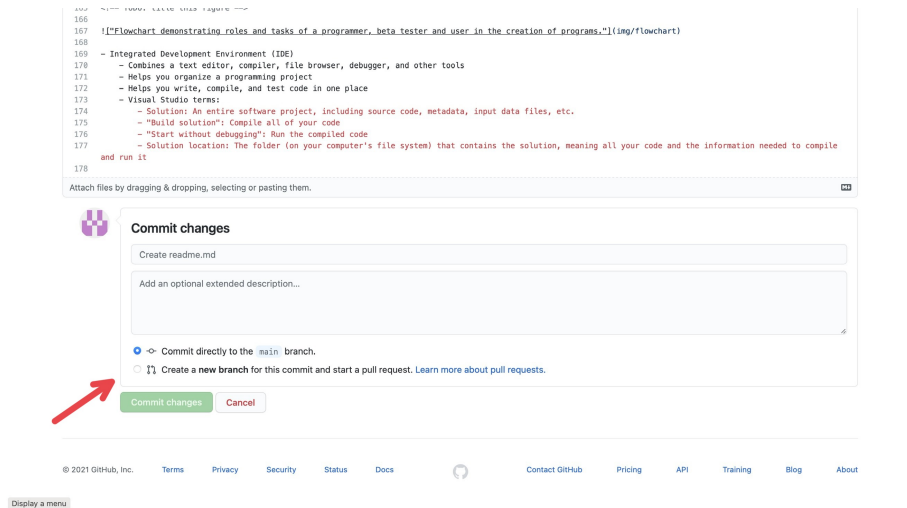 165 <!-- TODO: title this figure -->
166
167 !["Flowchart demonstrating roles and tasks of a programmer, beta tester and user in the creation of programs."](img/flowchart)
168
169 - Integrated Development Environment (IDE)
170 - Combines a text editor, compiler, file browser, debugger, and other tools
171 - Helps you organize a programming project
172 - Helps you write, compile, and test code in one place
173 - Visual Studio terms:
174 - Solution: An entire software project, including source code, metadata, input data files, etc.
175 - "Build solution": Compile all of your code
176 - "Start without debugging": Run the compiled code
177 - Solution location: The folder (on your computer's file system) that contains the solution, meaning all your code and the information needed to compile
and run it
178
Attach files by dragging & dropping, selecting or pasting them.
Commit changes
Create readme.md
Add an optional extended description...
Commit directly to the main branch.
Create a new branch for this commit and start a pull request. Learn more about pull requests.
Commit changes Cancel
© 2021 GitHub, Inc. Terms Privacy Security Status Docs Contact GitHub Pricing API Training Blog About
Display a menu